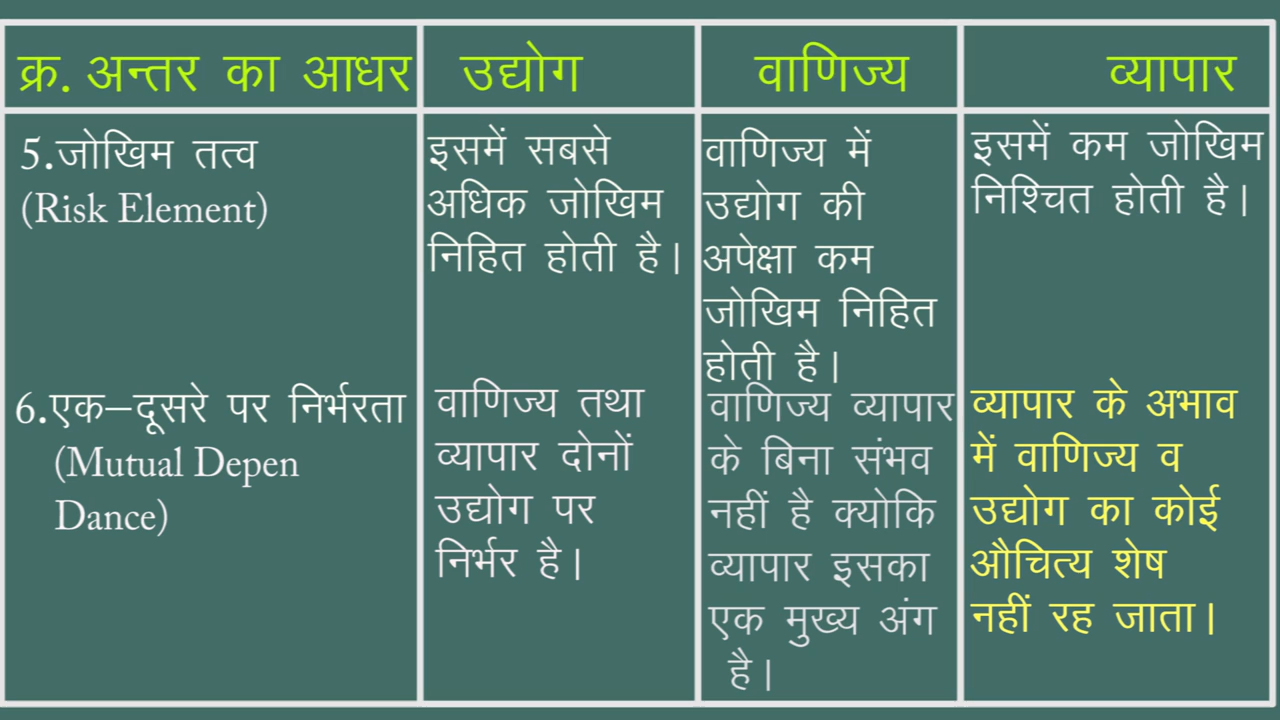 क्र. अन्तर का आधर उद्योग वाणिज्य व्यापार
5.जोखिम तत्व
(Risk Element)
इसमें सबसे
अधिक जोखिम
निहित होती है।
वाणिज्य में
उद्योग की
अपेक्षा कम
जोखिम निहित
होती है।
इसमें कम जोखिम
निश्चित होती है।
6.एक–दूसरे पर निर्भरता
(Mutual Depen
Dance)
वाणिज्य तथा
व्यापार दोनों
उद्योग पर
निर्भर है।
वाणिज्य व्यापार
के बिना संभव
नहीं है क्योकि
व्यापार इसका
एक मुख्य अंग
है।
व्यापार के अभाव
में वाणिज्य व
उद्योग का कोई
औचित्य शेष
नहीं रह जाता।